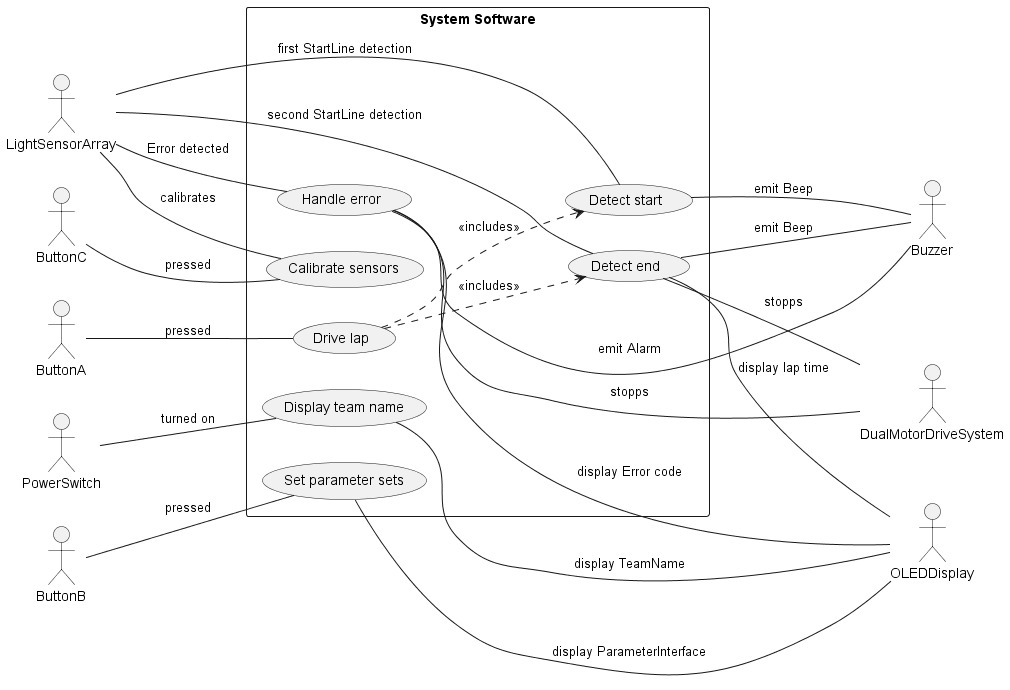 System Software
first StartLine detection
LightSensorArray
second StartLine detection
Error detected
calibrates
Handle error
Detect start
emit Beep
Buzzer
«includes»
emit Beep
ButtonC
pressed
Calibrate sensors
Detect end
«includes»
stopps
ButtonA
pressed
Drive lap
emit Alarm
display lap time
stopps
DualMotorDriveSystem
PowerSwitch
turned on
Display team name
display Error code
Set parameter sets
pressed
ButtonB
display TeamName
OLEDDisplay
display ParameterInterface